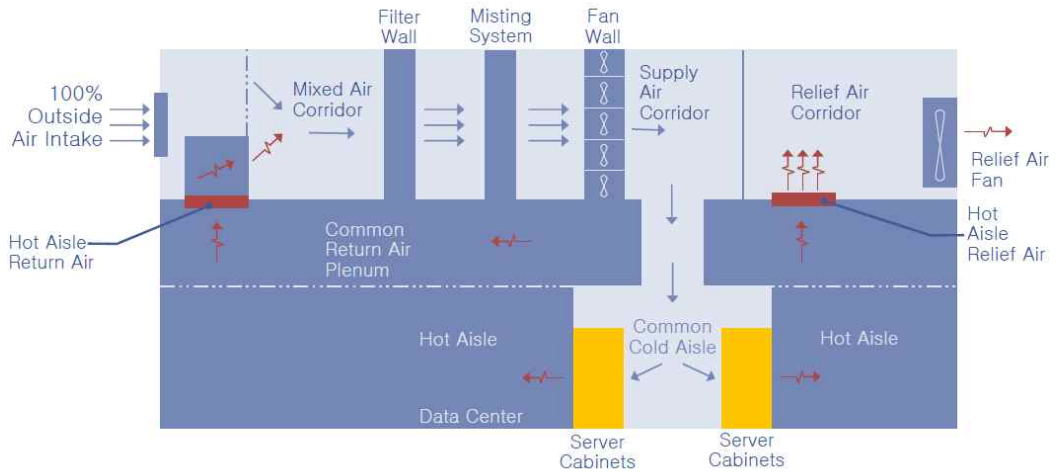 Filter
Wall
Misting
System
Fan
Wall
100%
Outside
Air Intake
Mixed Air
Corridor
Supply
Air
Corridor
Relief Air
Corridor
Relief Air
Fan
Hot Aisle
Return Air
Common
Return Air
Plenum
Hot
Aisle
Relief Air
Hot Aisle
Common
Cold Aisle
Hot Aisle
Data Center
Server
Cabinets
Server
Cabinets